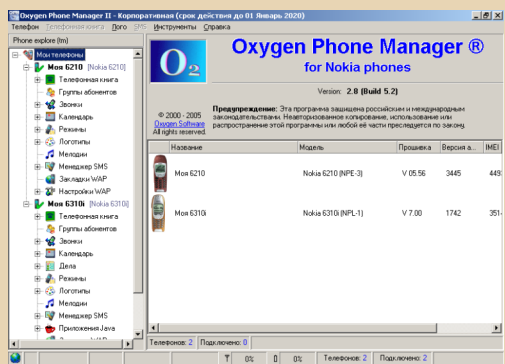 Oxygen Phone Manager II - Корпоративная (срок действия до 01 Январь 2020)
Телефон Телефонная книга Лого SMS Инструменты Справка
Phone explore (tm)
Мои телефоны
Моя 6210 [Nokia 6210]
Телефонная книга
Группы абонентов
Звонки
Календарь
Режимы
Логотипы
Мелодии
Менеджер SMS
Закладки WAP
Настройки WAP
Моя 6310i [Nokia 6310i]
Телефонная книга
Группы абонентов
Звонки
Календарь
Дела
Режимы
Логотипы
Мелодии
Приложения Java
O2
Oxygen Phone Manager ®
for Nokia phones
Version: 2.8 (Build 5.2)
© 2000 - 2005
Oxygen Software
All rights reserved.
Предупреждение: Эта программа защищена российским и международным
законодательствами. Неавторизованное копирование, использование или
распространение этой программы или любой её части преследуется по закону.
Название Модель Прошивка Версия а... IMEI
Моя 6210 Nokia 6210 (NPE-3) V 05.56 3445 449
Моя 6310i Nokia 6310i (NPL-1) V 7.00 1742 351
Телефонов: 2 Подключено: 0
0% 0% Телефонов: 2 Подключено: 2